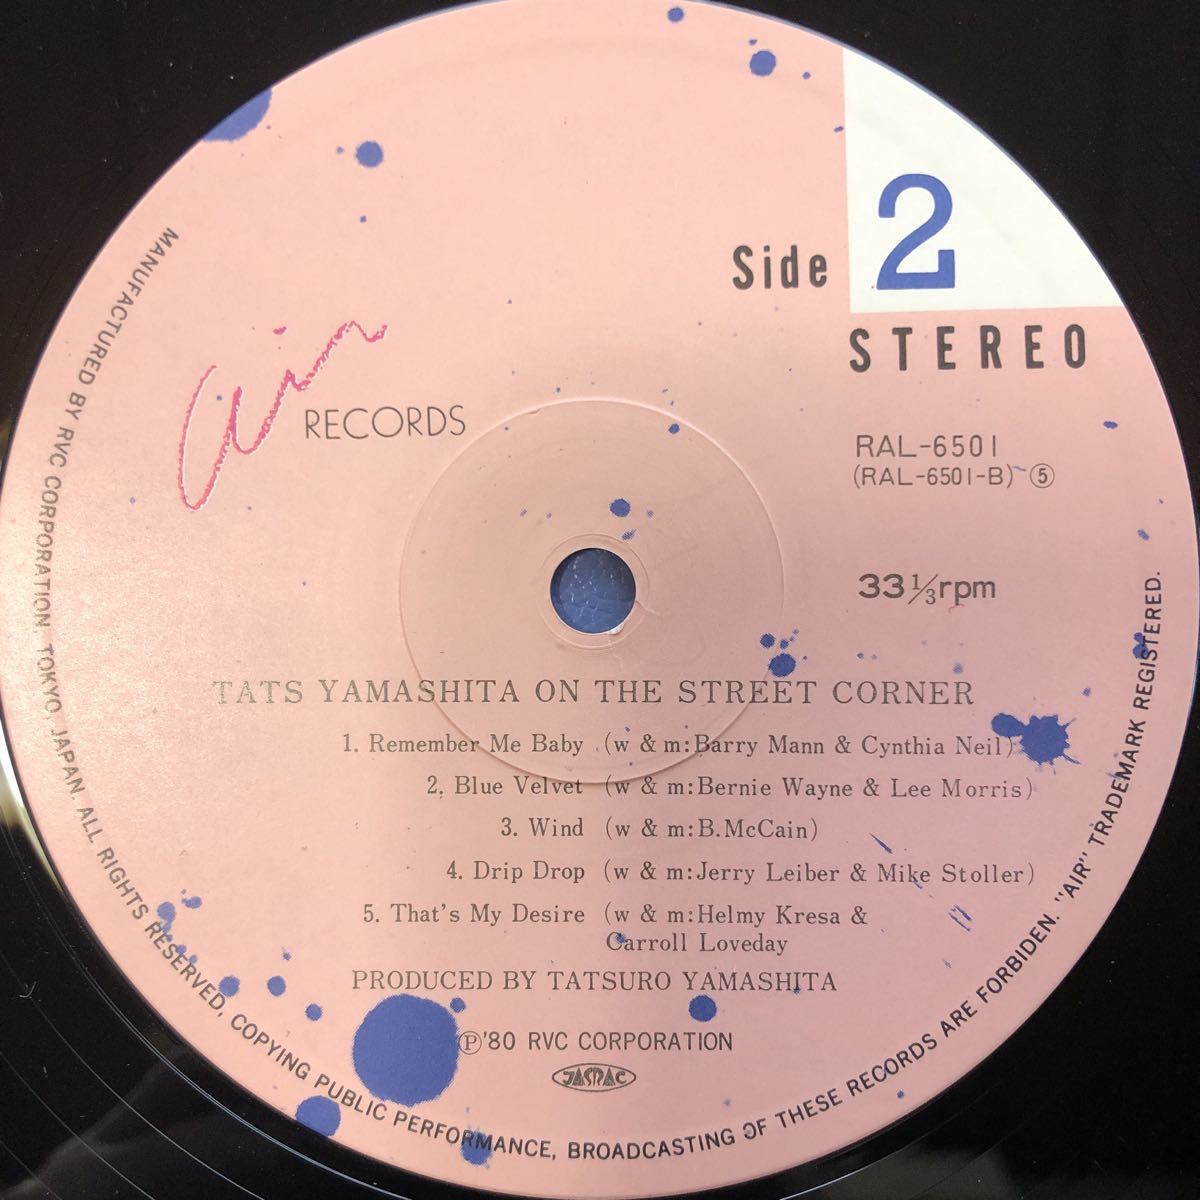 Side 2
STEREO
air RECORDS
RAL-6501
(RAL-6501-B) ⑤
33 1/3 rpm
TATS YAMASHITA ON THE STREET CORNER
1. Remember Me Baby (w & m:Barry Mann & Cynthia Neil)
2. Blue Velvet (w & m:Bernie Wayne & Lee Morris)
3. Wind (w & m:B.McCain)
4. Drip Drop (w & m:Jerry Leiber & Mike Stoller)
5. That's My Desire (w & m:Helmy Kresa &
Carroll Loveday
PRODUCED BY TATSURO YAMASHITA
Ⓟ'80 RVC CORPORATION
JASRAC
MANUFACTURED BY RVC CORPORATION, TOKYO, JAPAN. ALL RIGHTS RESERVED, COPYING PUBLIC PERFORMANCE, BROADCASTING OF THESE RECORDS ARE FORBIDEN. "AIR" TRADEMARK REGISTERED.